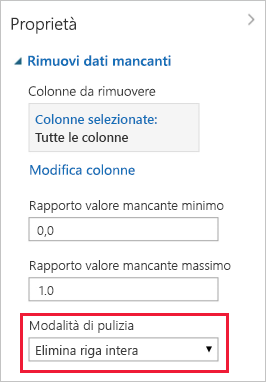 Proprietà
Rimuovi dati mancanti
Colonne da rimuovere
Colonne selezionate:
Tutte le colonne
Modifica colonne
Rapporto valore mancante minimo
0,0
Rapporto valore mancante massimo
1.0
Modalità di pulizia
Elimina riga intera